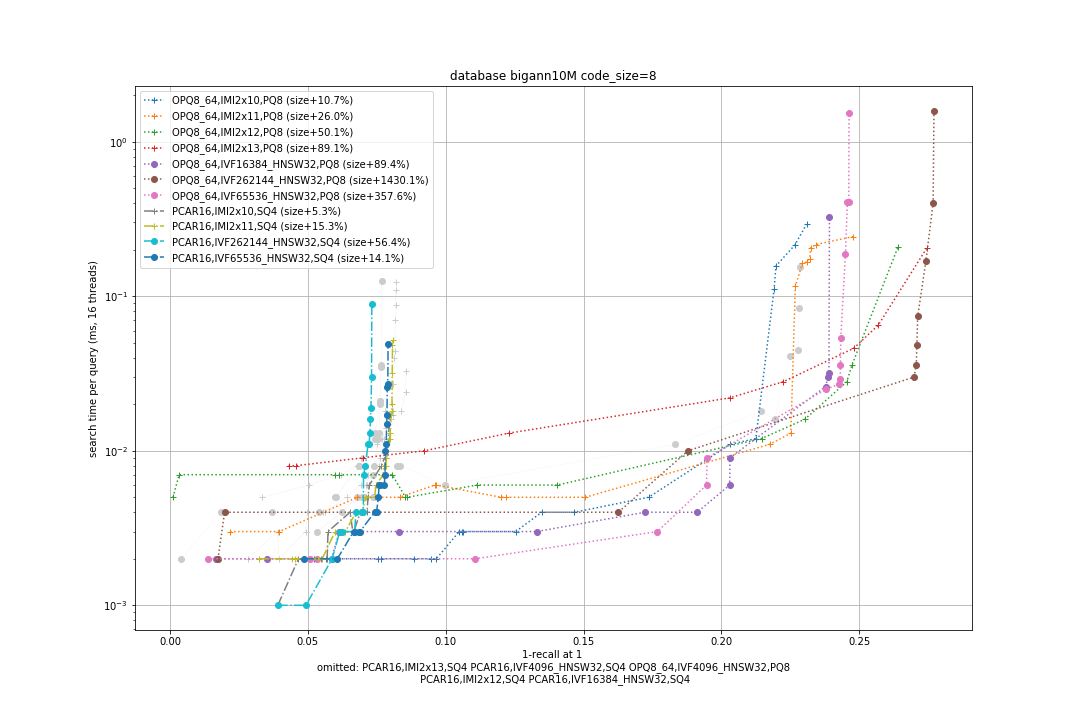 database bigann10M code_size=8
OPQ8_64,IMI2x10,PQ8 (size+10.7%)
OPQ8_64,IMI2x11,PQ8 (size+26.0%)
OPQ8_64,IMI2x12,PQ8 (size+50.1%)
OPQ8_64,IMI2x13,PQ8 (size+89.1%)
OPQ8_64,IVF16384_HNSW32,PQ8 (size+89.4%)
OPQ8_64,IVF262144_HNSW32,PQ8 (size+1430.1%)
OPQ8_64,IVF65536_HNSW32,PQ8 (size+357.6%)
PCAR16,IMI2x10,SQ4 (size+5.3%)
PCAR16,IMI2x11,SQ4 (size+15.3%)
PCAR16,IVF262144_HNSW32,SQ4 (size+56.4%)
PCAR16,IVF65536_HNSW32,SQ4 (size+14.1%)
search time per query (ms, 16 threads)
10⁰
10⁻¹
10⁻²
10⁻³
0.00 0.05 0.10 0.15 0.20 0.25
1-recall at 1
omitted: PCAR16,IMI2x13,SQ4 PCAR16,IVF4096_HNSW32,SQ4 OPQ8_64,IVF4096_HNSW32,PQ8
PCAR16,IMI2x12,SQ4 PCAR16,IVF16384_HNSW32,SQ4